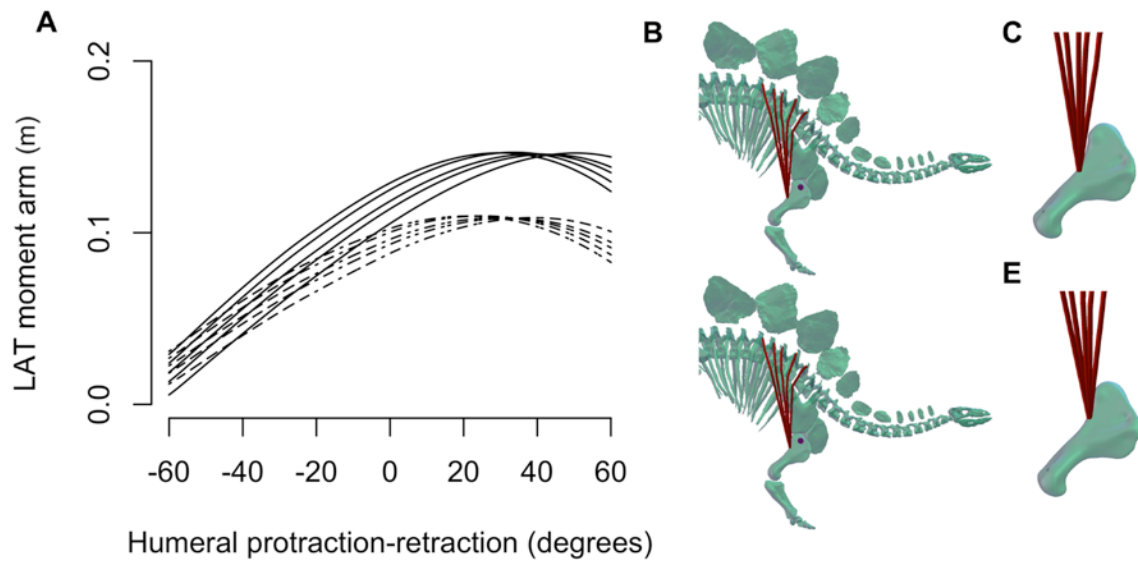 A
B
C
E
LAT moment arm (m)
0.2
0.1
0.0
-60 -40 -20 0 20 40 60
Humeral protraction-retraction (degrees)